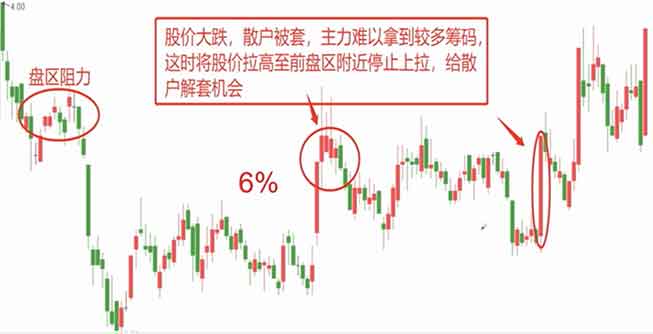 4.00
股价大跌，散户被套，主力难以拿到较多筹码，
这时将股价拉高至前盘区附近停止上拉，给散
户解套机会
盘区阻力
6%